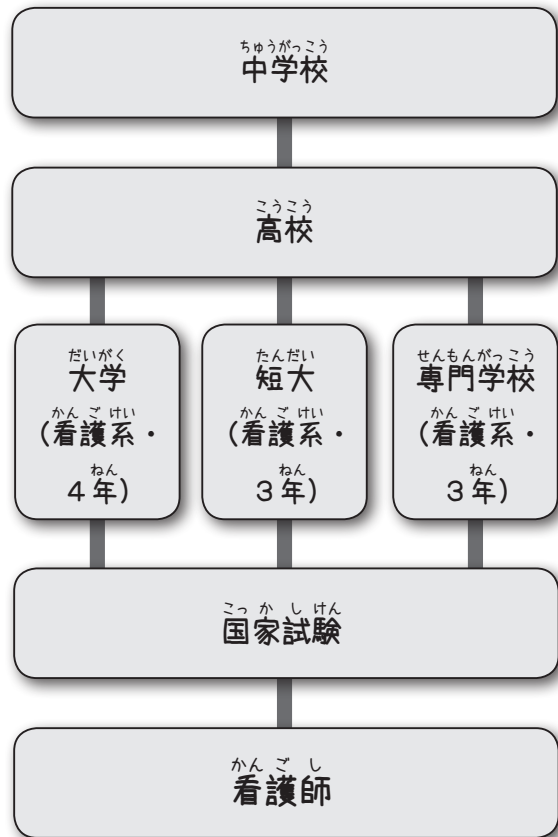 ちゅうがっこう
中学校
こうこう
高校
だいがく
大学
かんごけい
(看護系・
ねん
4年)
たんだい
短大
かんごけい
(看護系・
ねん
3年)
せんもんがっこう
専門学校
かんごけい
(看護系・
ねん
3年)
こっかしけん
国家試験
かんごし
看護師